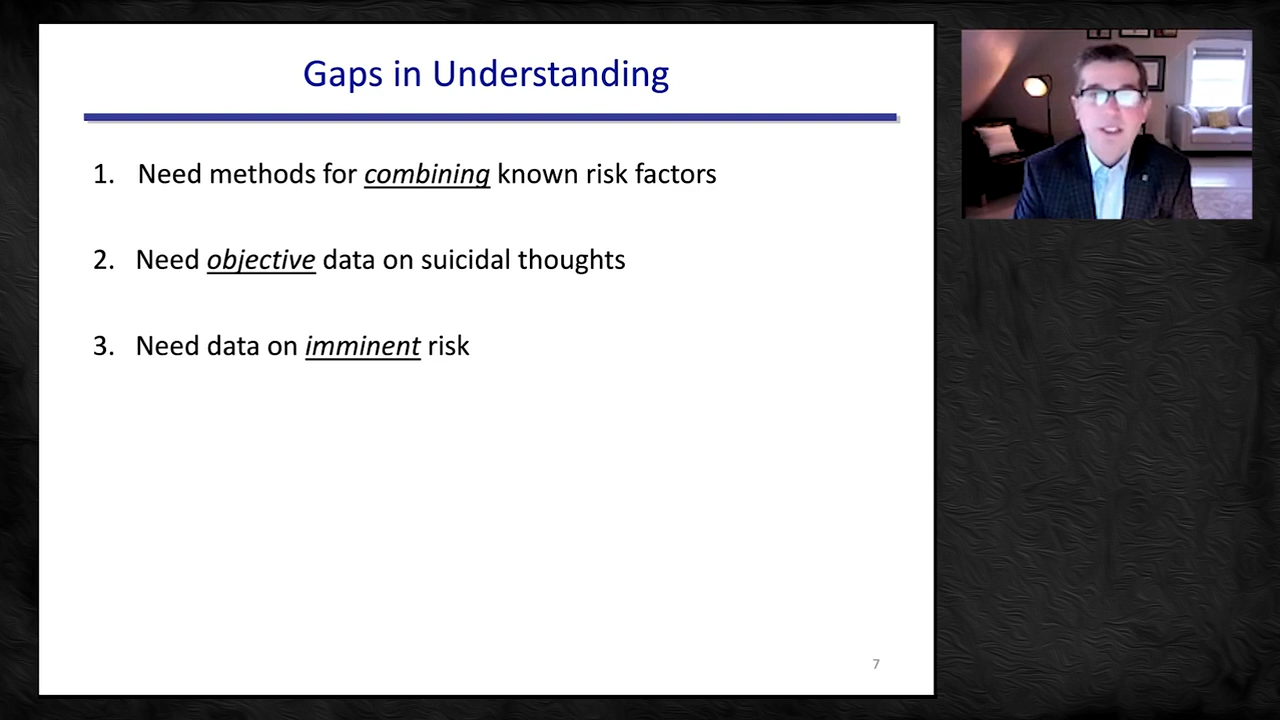 Gaps in Understanding
1. Need methods for combining known risk factors
2. Need objective data on suicidal thoughts
3. Need data on imminent risk
7